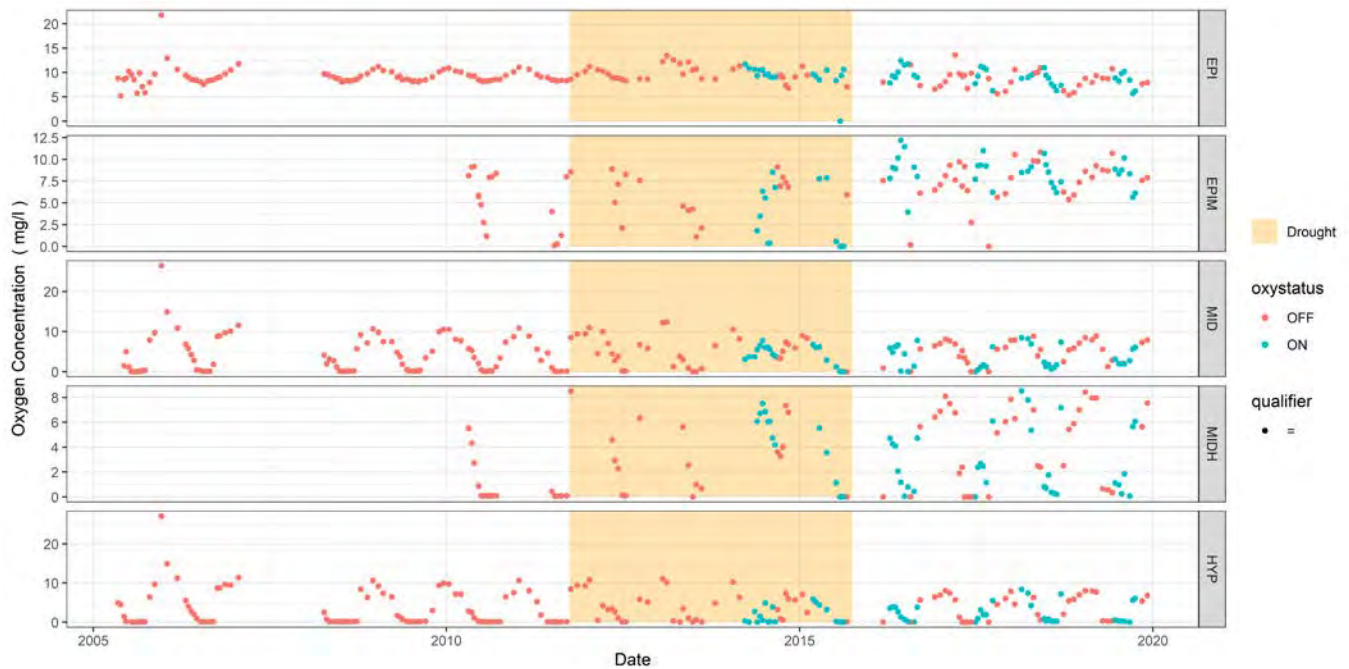 20
15
10
5
0
EPI
12.5
10.0
7.5
5.0
2.5
0.0
EPIM
20
10
0
MID
8
6
4
2
0
MIDH
20
10
0
HYP
2005
2010
2015
2020
Date
Oxygen Concentration ( mg/l )
Drought
oxystatus
OFF
ON
qualifier
=